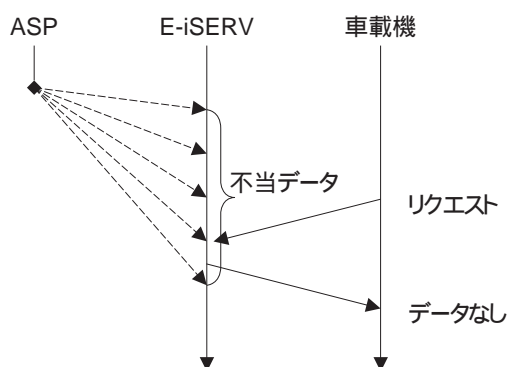 ASP
E-iSERV
車載機
不当データ
リクエスト
データなし